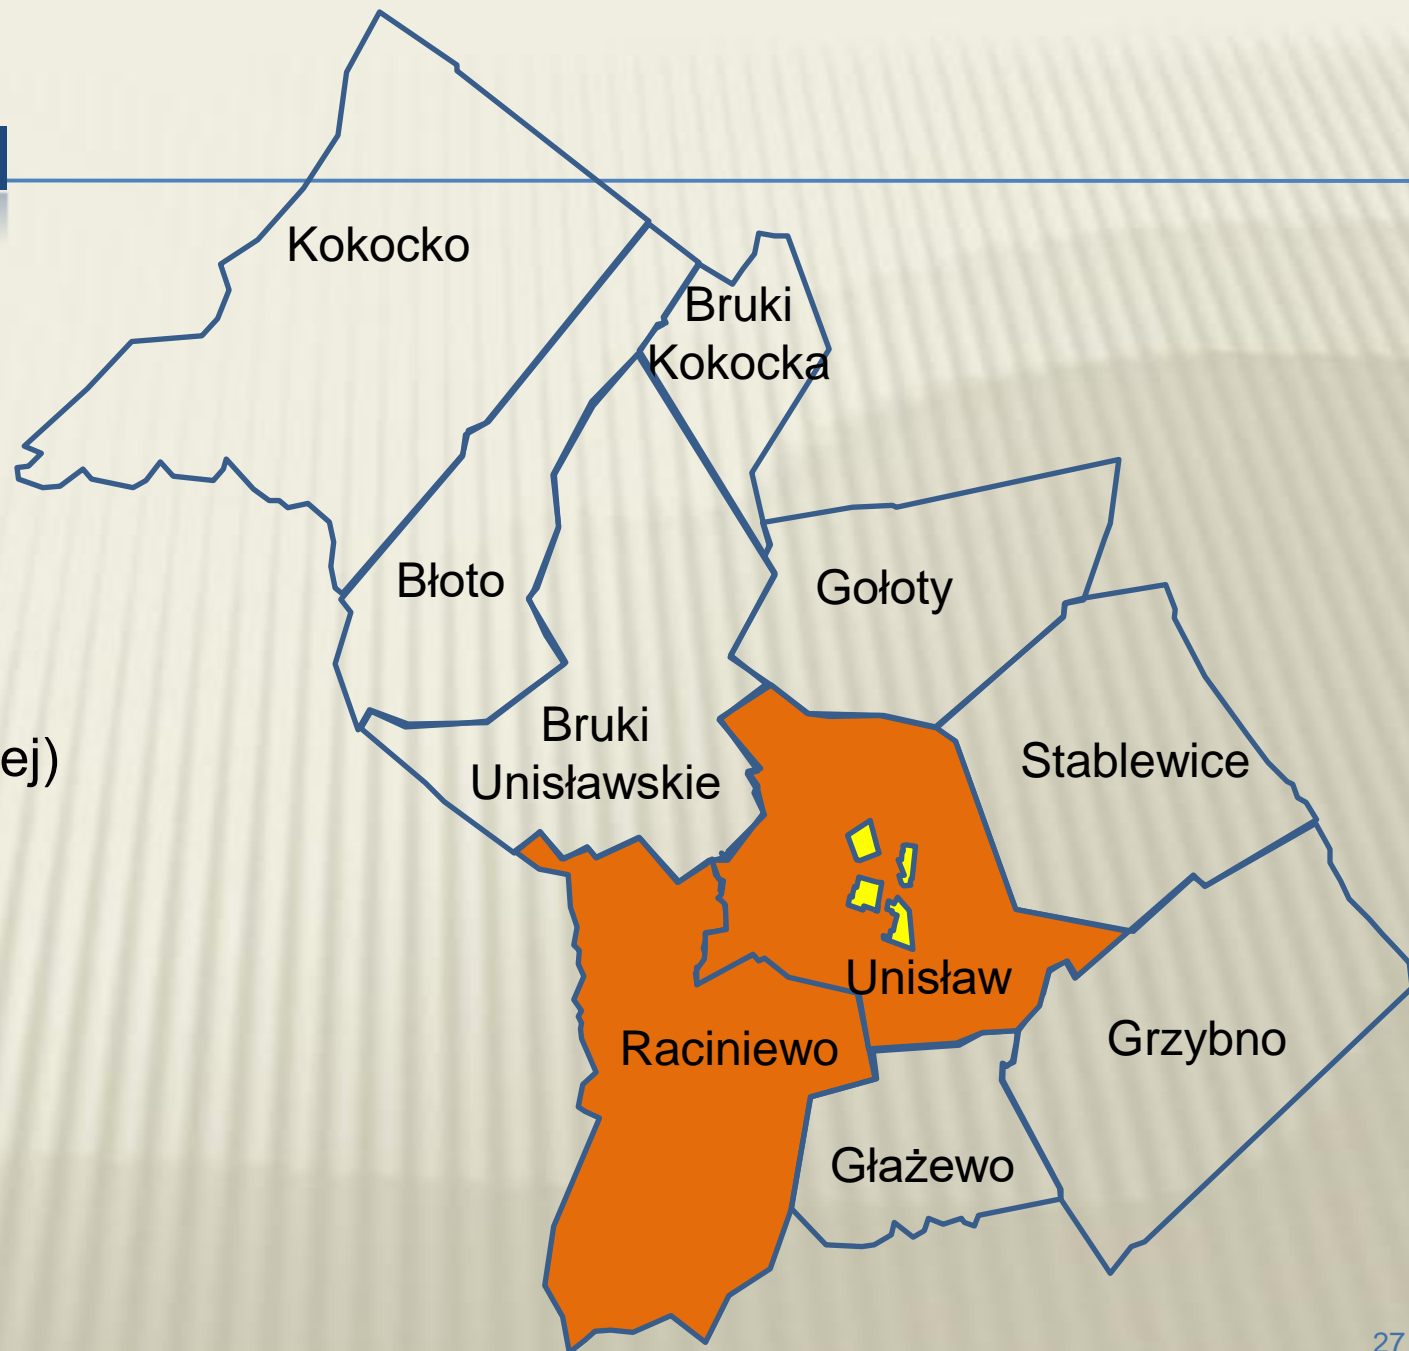 Kokocko
Bruki
Kokocka
Błoto
Gołoty
Bruki
Unisławskie
Stablewice
ej)
Unisław
Raciniewo
Grzybno
Głażewo
27